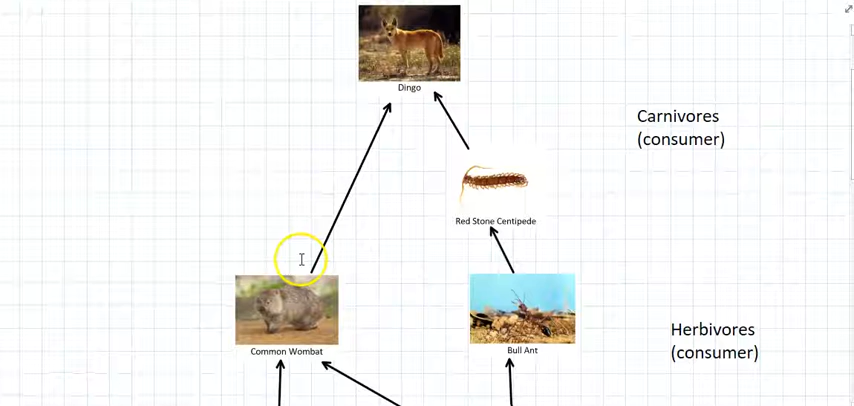 Dingo
Carnivores
(consumer)
Red Stone Centipede
Common Wombat
Bull Ant
Herbivores
(consumer)